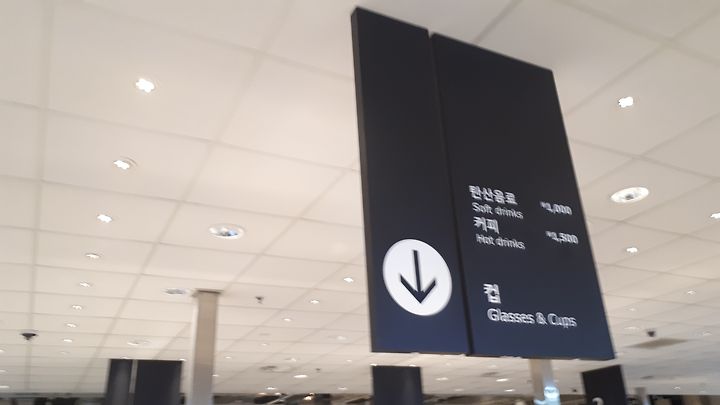 탄산음료
Soft drinks ₩1,000
커피
Hot drinks ₩1,500
컵
Glasses & Cups